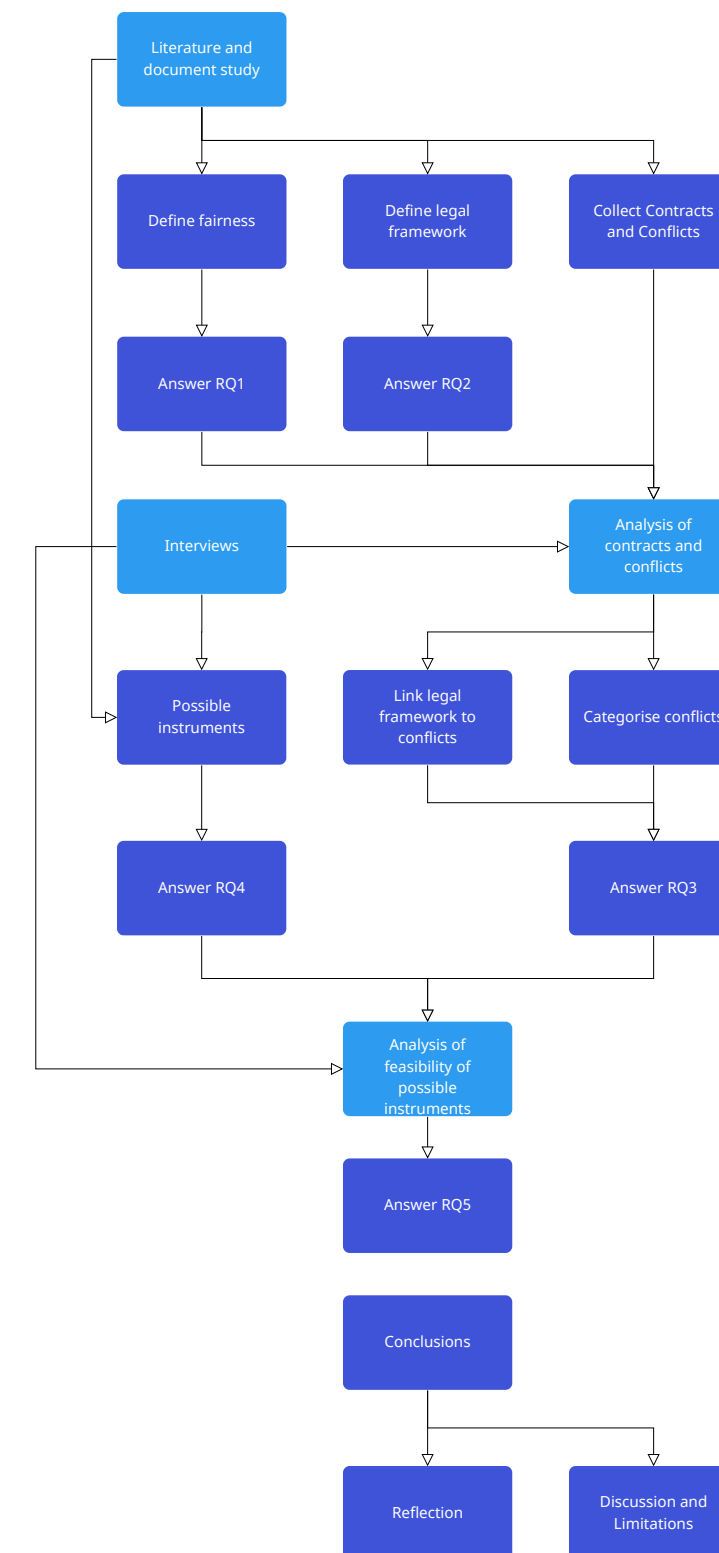 Literature and
document study
Define fairness
Define legal
framework
Collect Contracts
and Conflicts
Answer RQ1
Answer RQ2
Interviews
Analysis of
contracts and
conflicts
Possible
instruments
Link legal
framework to
conflicts
Categorise conflicts
Answer RQ4
Answer RQ3
Analysis of
feasibility of
possible
instruments
Answer RQ5
Conclusions
Reflection
Discussion and
Limitations